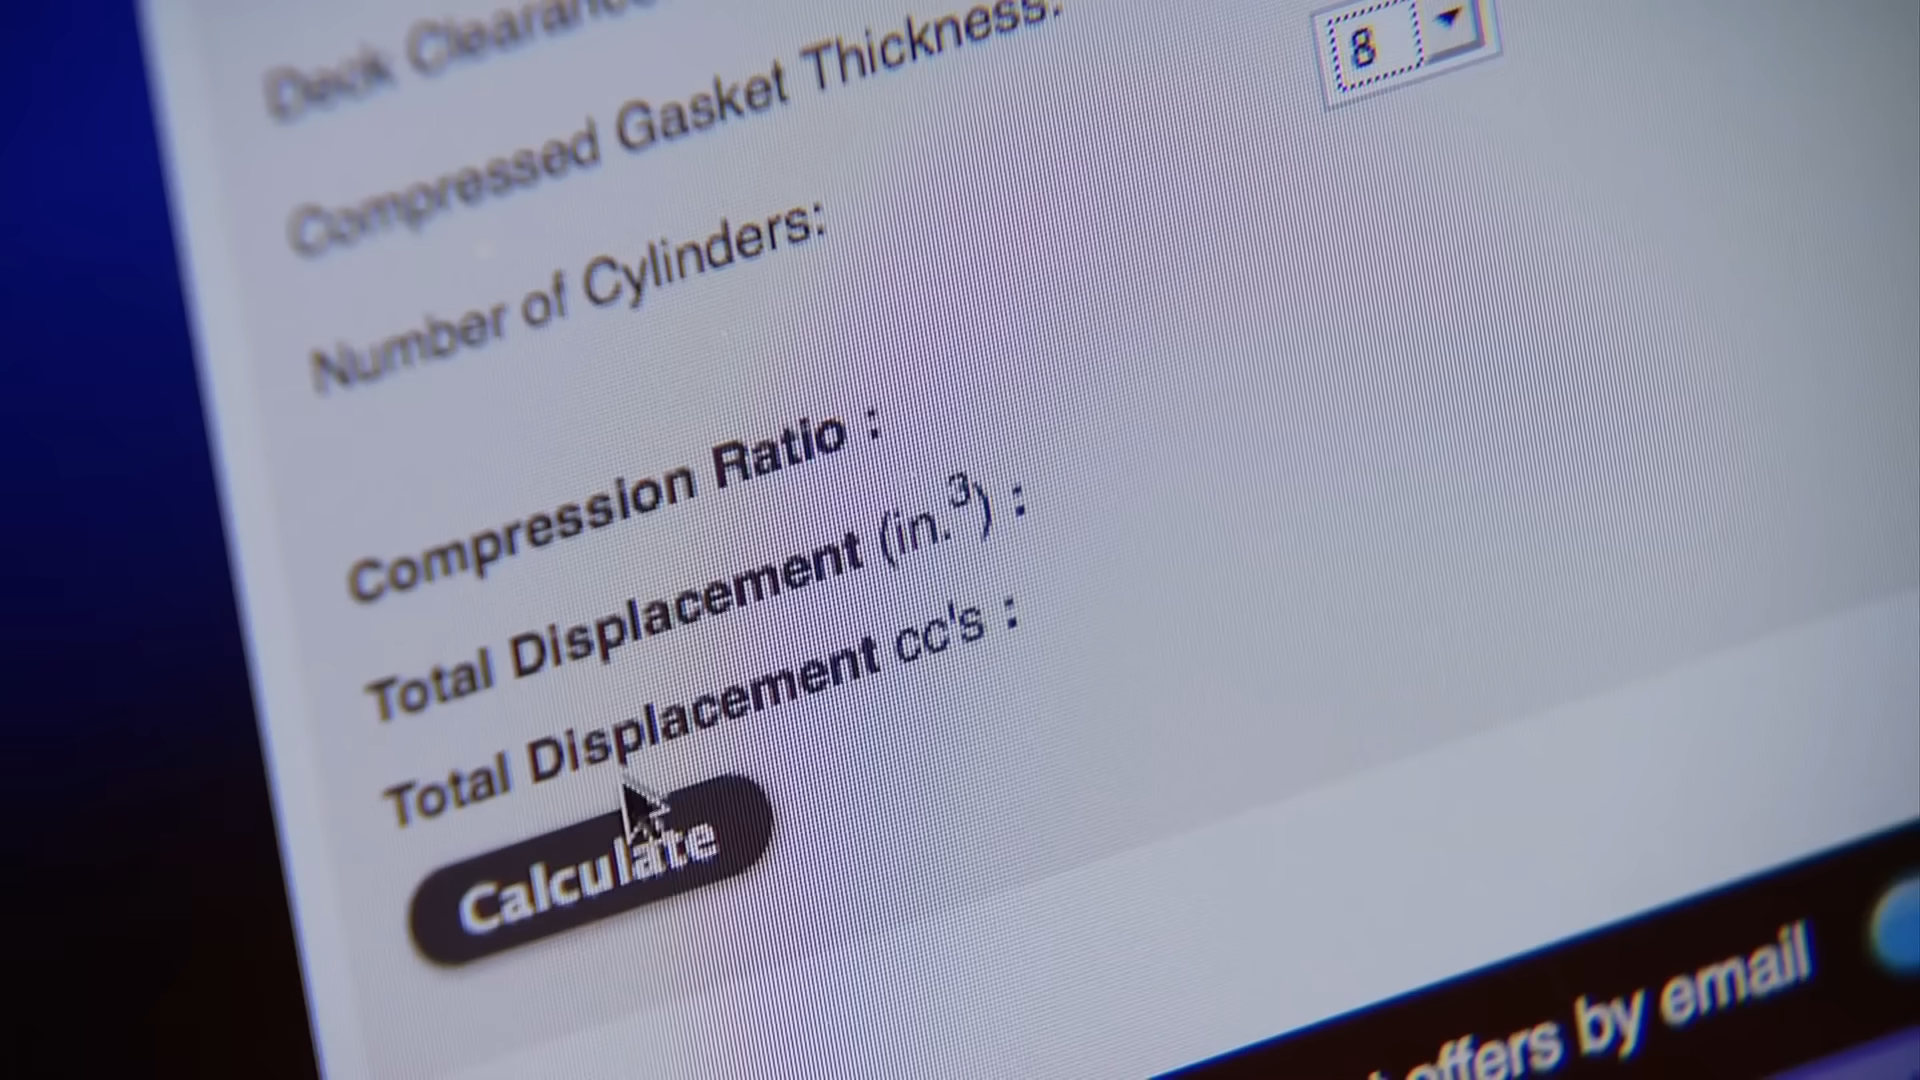 Deck Clearance
Compressed Gasket Thickness:
8
Number of Cylinders:
Compression Ratio :
Total Displacement (in.³) :
Total Displacement cc's :
Calculate
offers by email